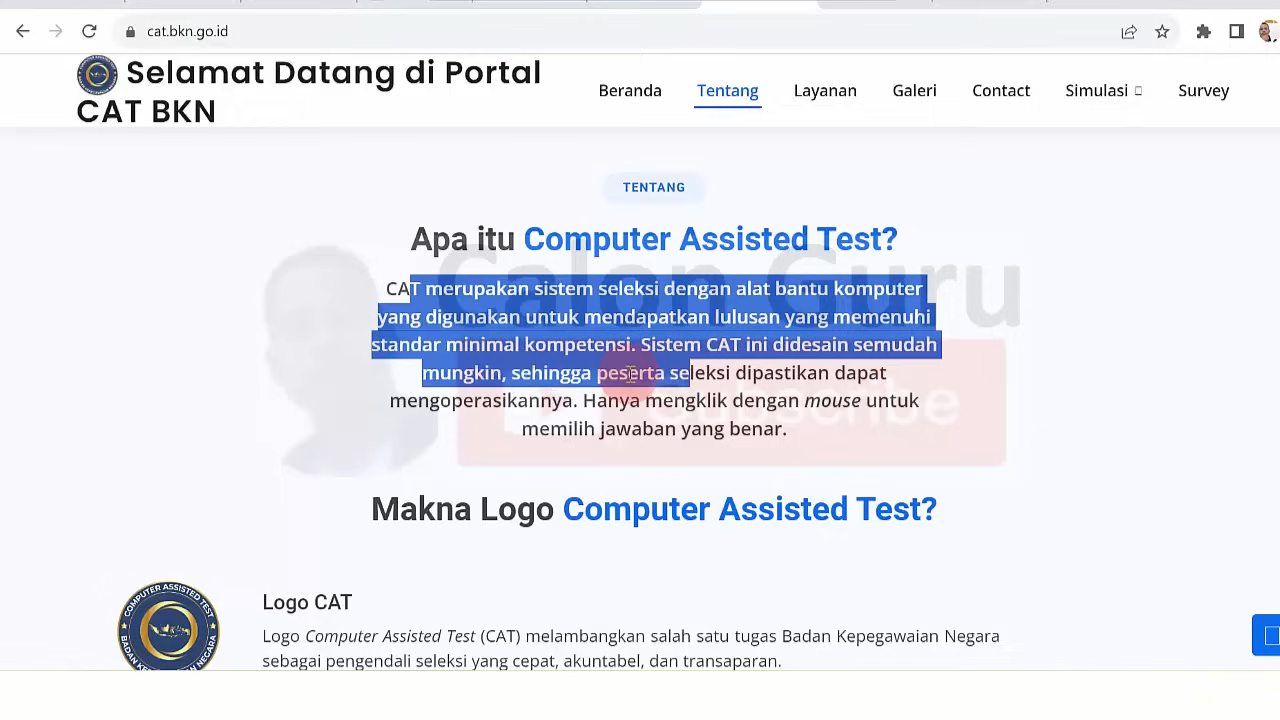 cat.bkn.go.id
Selamat Datang di Portal
CAT BKN
Beranda
Tentang
Layanan
Galeri
Contact
Simulasi
Survey
TENTANG
Apa itu Computer Assisted Test?
CAT merupakan sistem seleksi dengan alat bantu komputer
yang digunakan untuk mendapatkan lulusan yang memenuhi
standar minimal kompetensi. Sistem CAT ini didesain semudah
mungkin, sehingga peserta seleksi dipastikan dapat
mengoperasikannya. Hanya mengklik dengan mouse untuk
memilih jawaban yang benar.
Calon Guru
Subscribe
Makna Logo Computer Assisted Test?
COMPUTER ASSISTED TEST
Logo CAT
Logo Computer Assisted Test (CAT) melambangkan salah satu tugas Badan Kepegawaian Negara
sebagai pengendali seleksi yang cepat, akuntabel, dan transaparan.